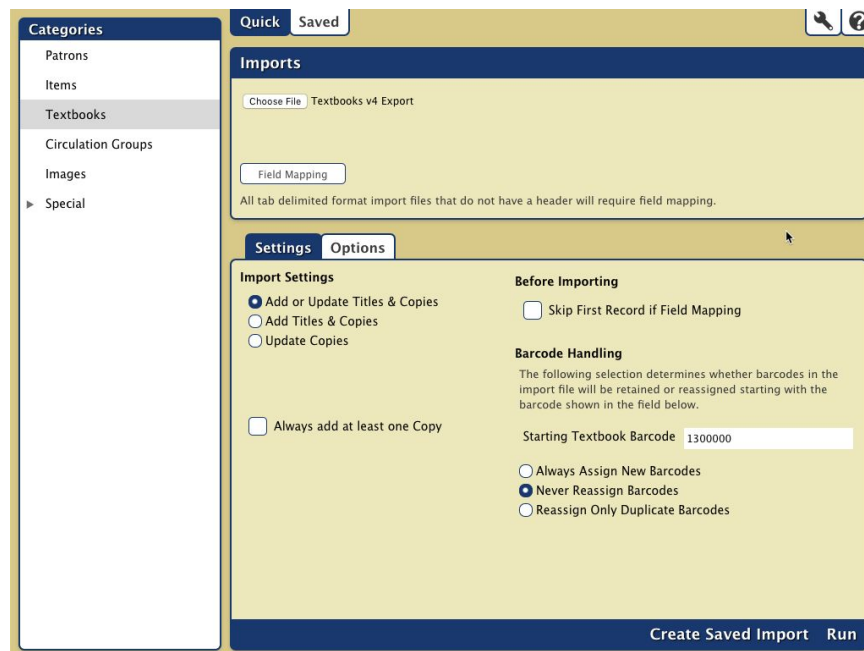 Categories
Patrons
Items
Textbooks
Circulation Groups
Images
Special
Quick Saved
?
Imports
Choose File Textbooks v4 Export
Field Mapping
All tab delimited format import files that do not have a header will require field mapping.
Settings Options
Import Settings
Add or Update Titles & Copies
Add Titles & Copies
Update Copies
Always add at least one Copy
Before Importing
Skip First Record if Field Mapping
Barcode Handling
The following selection determines whether barcodes in the
import file will be retained or reassigned starting with the
barcode shown in the field below.
Starting Textbook Barcode 1300000
Always Assign New Barcodes
Never Reassign Barcodes
Reassign Only Duplicate Barcodes
Create Saved Import Run